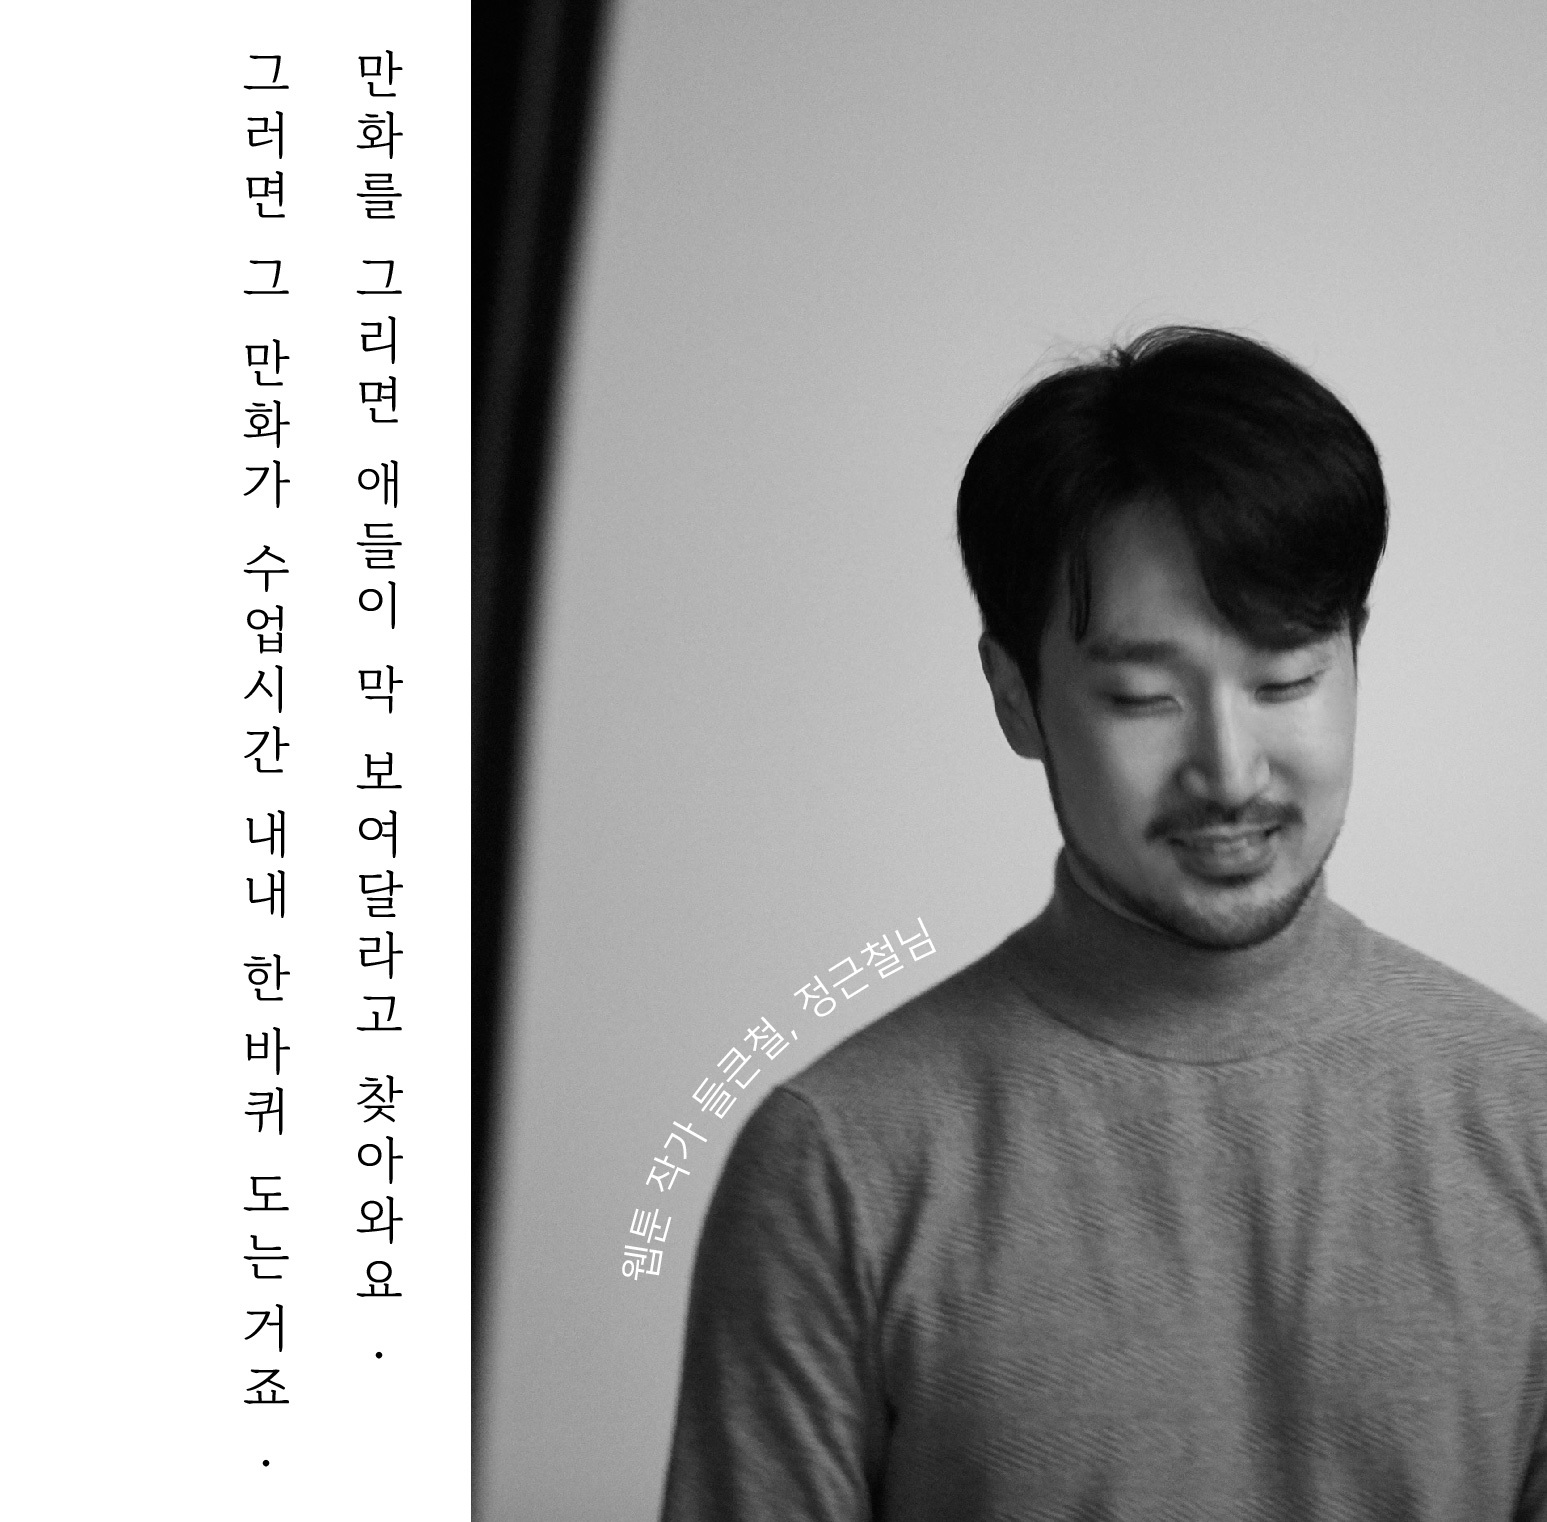 만화를 그리면 애들이 막 보여달라고 찾아와요.
그러면 그 만화가 수업시간 내내 한 바퀴 도는거죠.
웹툰 작가 들큰철, 정근철님